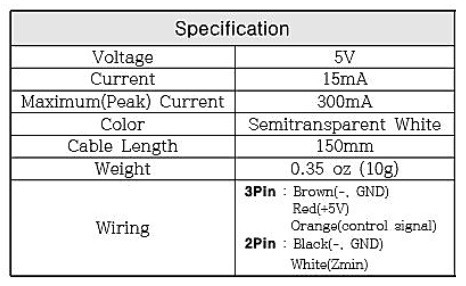 Specification
Voltage 5V
Current 15mA
Maximum(Peak) Current 300mA
Color Semitransparent White
Cable Length 150mm
Weight 0.35 oz (10g)
Wiring
3Pin : Brown(-, GND)
Red(+5V)
Orange(control signal)
2Pin : Black(-, GND)
White(Zmin)